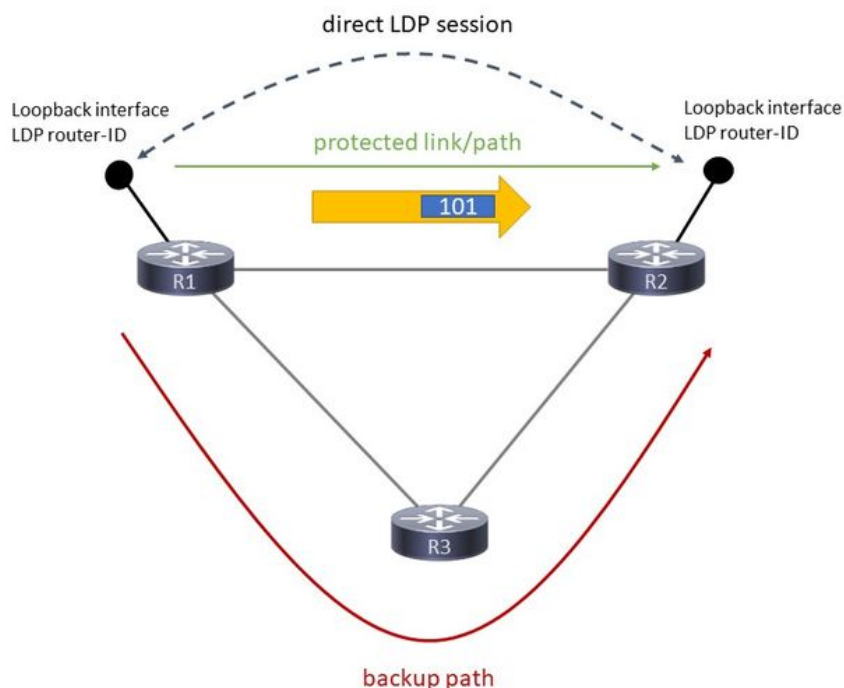 direct LDP session
Loopback interface
LDP router-ID
Loopback interface
LDP router-ID
protected link/path
101
R1
R2
R3
backup path